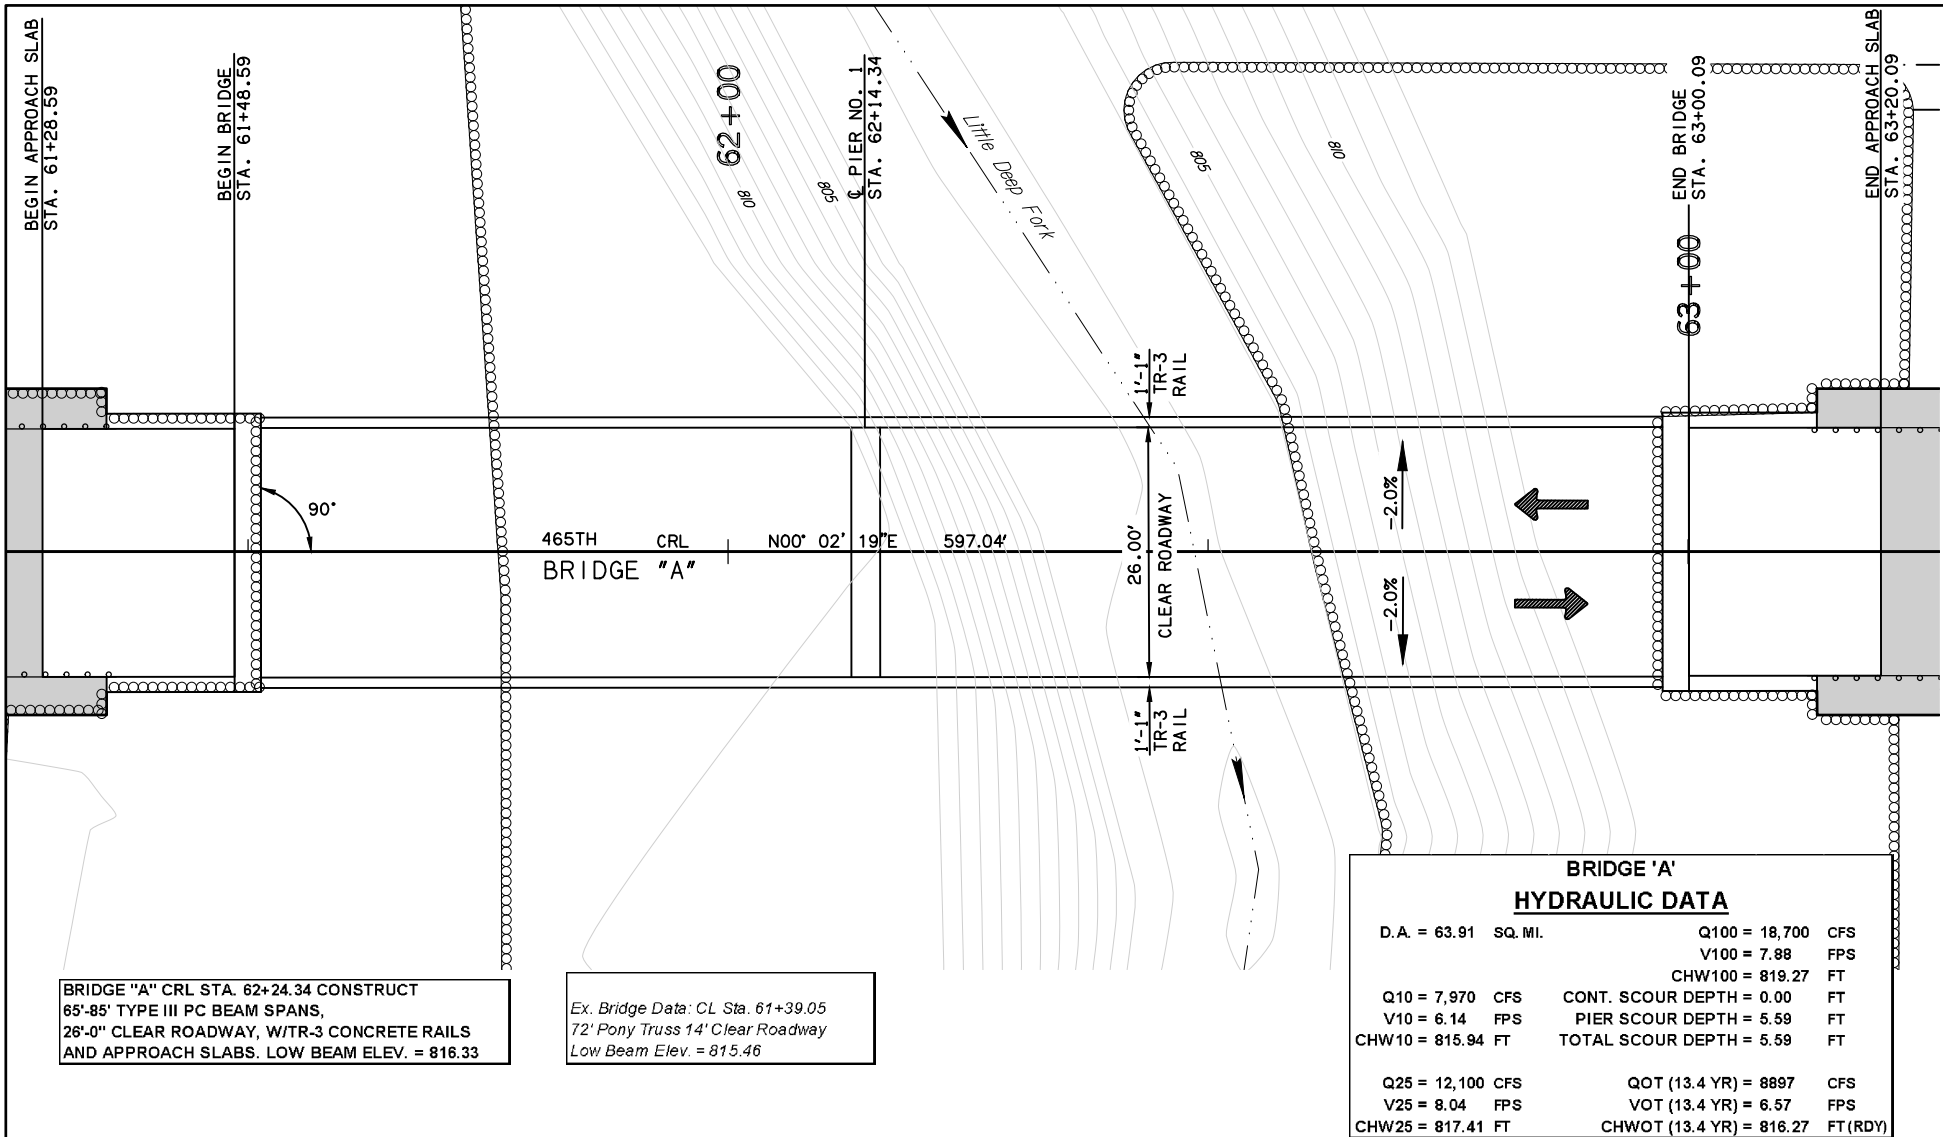 BEGIN APPROACH SLAB
STA. 61+28.59
BEGIN BRIDGE
STA. 61+48.59
62+00
810
805
℄ PIER NO. 1
STA. 62+14.34
Little Deep Fork
805
810
END BRIDGE
STA. 63+00.09
63+00
END APPROACH SLAB
STA. 63+20.09
1'-1"
TR-3
RAIL
90°
465TH CRL N00° 02' 19"E 597.04'
BRIDGE "A"
26.00'
CLEAR ROADWAY
-2.0%
-2.0%
1'-1"
TR-3
RAIL
BRIDGE "A" CRL STA. 62+24.34 CONSTRUCT
65'-85' TYPE III PC BEAM SPANS,
26'-0" CLEAR ROADWAY, W/TR-3 CONCRETE RAILS
AND APPROACH SLABS. LOW BEAM ELEV. = 816.33
Ex. Bridge Data: CL Sta. 61+39.05
72' Pony Truss 14' Clear Roadway
Low Beam Elev. = 815.46
BRIDGE 'A'
HYDRAULIC DATA
D.A. = 63.91 SQ. MI. Q100 = 18,700 CFS
V100 = 7.88 FPS
CHW100 = 819.27 FT
Q10 = 7,970 CFS CONT. SCOUR DEPTH = 0.00 FT
V10 = 6.14 FPS PIER SCOUR DEPTH = 5.59 FT
CHW10 = 815.94 FT TOTAL SCOUR DEPTH = 5.59 FT
Q25 = 12,100 CFS QOT (13.4 YR) = 8897 CFS
V25 = 8.04 FPS VOT (13.4 YR) = 6.57 FPS
CHW25 = 817.41 FT CHWOT (13.4 YR) = 816.27 FT(RDY)